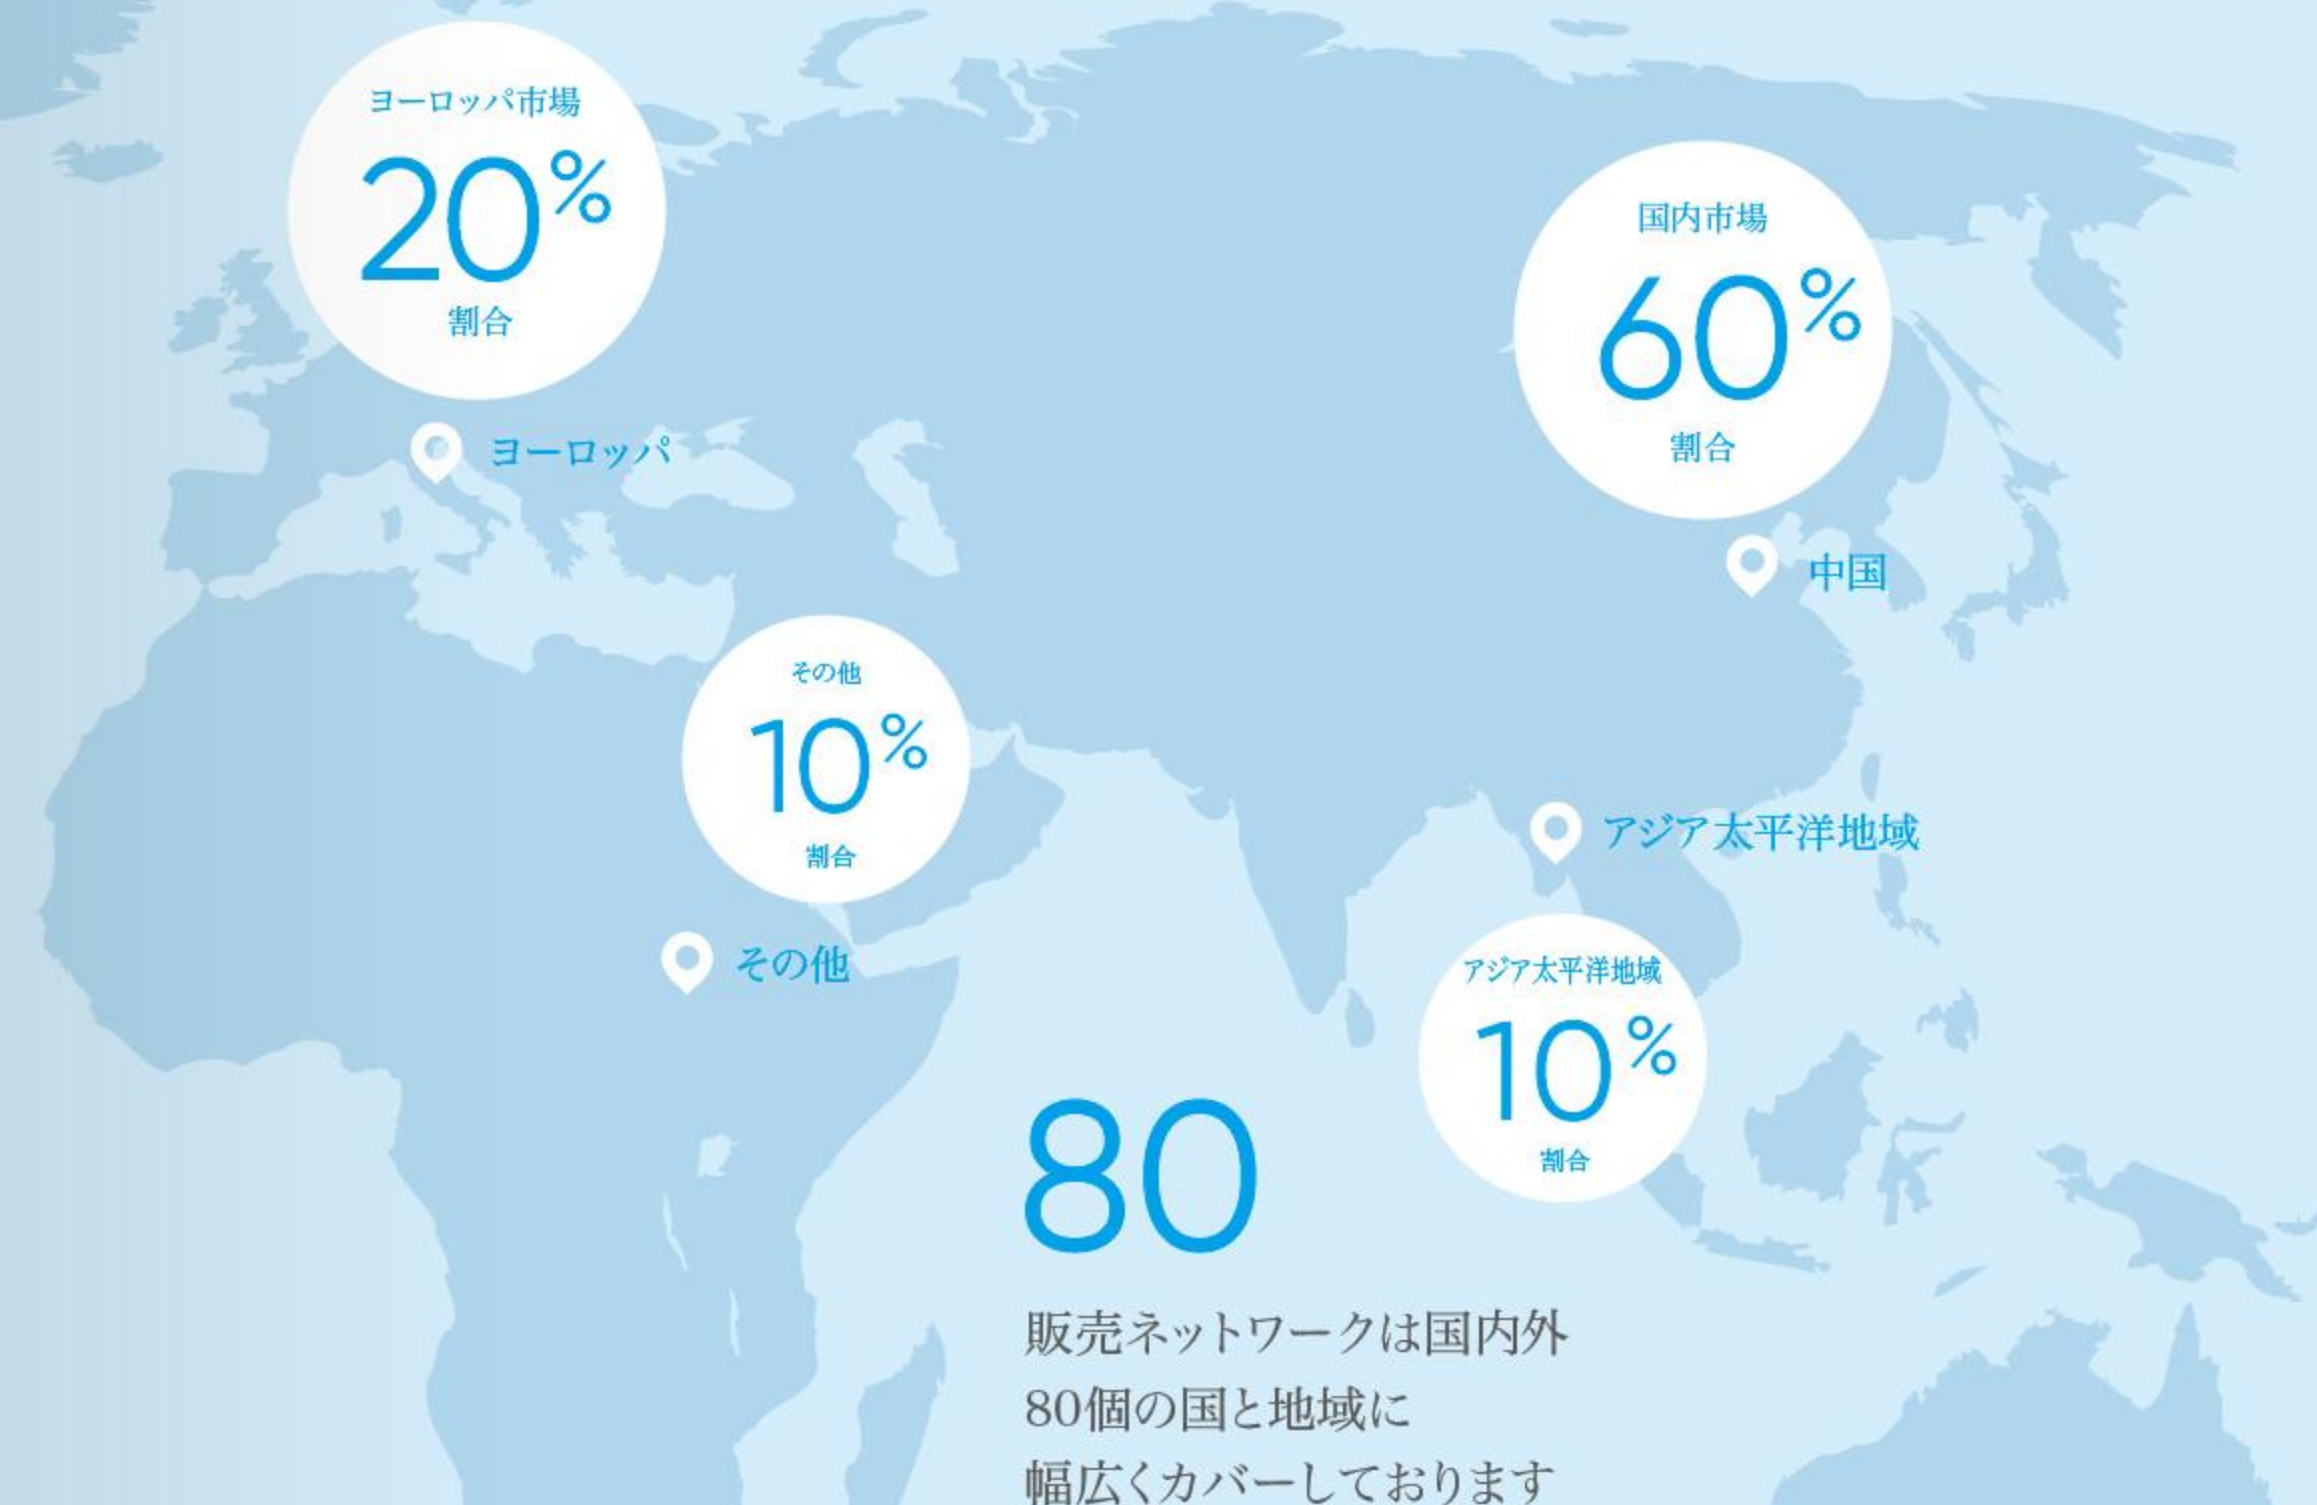 ヨーロッパ市場
20%
割合
ヨーロッパ
国内市場
60%
割合
中国
その他
10%
割合
その他
アジア太平洋地域
アジア太平洋地域
10%
割合
80
販売ネットワークは国内外
80個の国と地域に
幅広くカバーしております